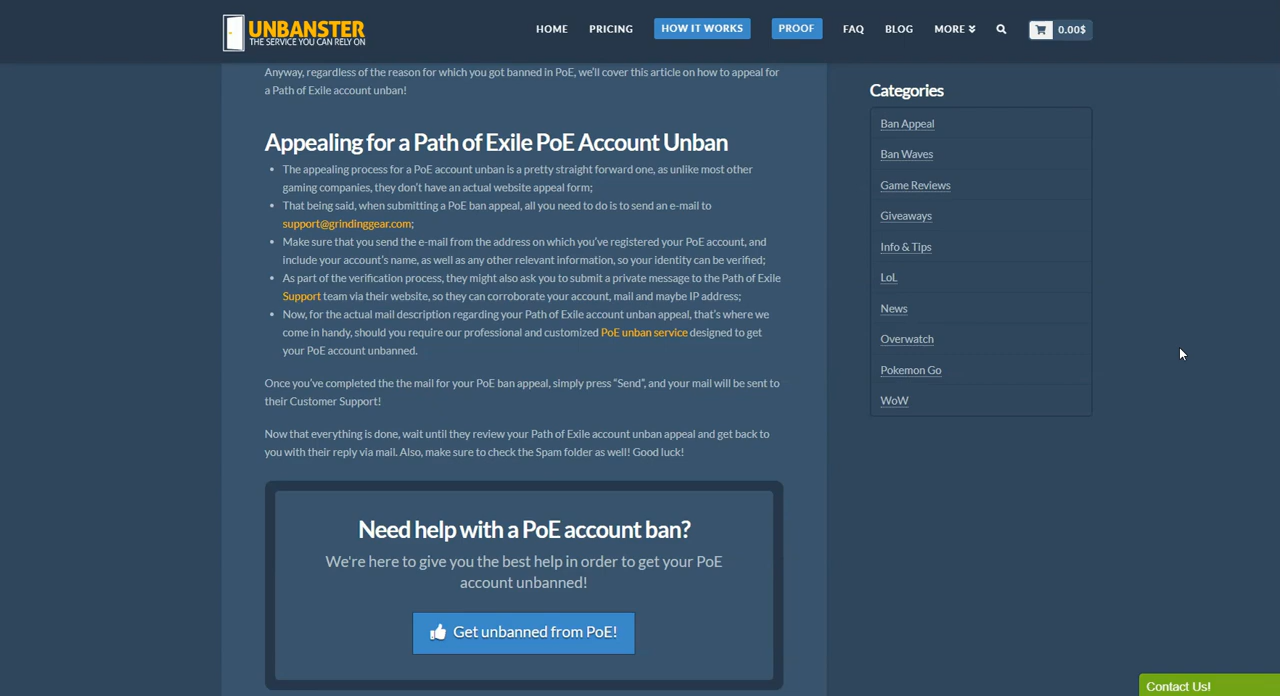 UNBANSTER
THE SERVICE YOU CAN RELY ON
HOME PRICING HOW IT WORKS PROOF FAQ BLOG MORE 0.00$
Anyway, regardless of the reason for which you got banned in PoE, we'll cover this article on how to appeal for
a Path of Exile account unban!
Appealing for a Path of Exile PoE Account Unban
• The appealing process for a PoE account unban is a pretty straight forward one, as unlike most other
gaming companies, they don't have an actual website appeal form;
• That being said, when submitting a PoE ban appeal, all you need to do is to send an e-mail to
support@grindinggear.com;
• Make sure that you send the e-mail from the address on which you've registered your PoE account, and
include your account's name, as well as any other relevant information, so your identity can be verified;
• As part of the verification process, they might also ask you to submit a private message to the Path of Exile
Support team via their website, so they can corroborate your account, mail and maybe IP address;
• Now, for the actual mail description regarding your Path of Exile account unban appeal, that's where we
come in handy, should you require our professional and customized PoE unban service designed to get
your PoE account unbanned.
Once you've completed the the mail for your PoE ban appeal, simply press "Send", and your mail will be sent to
their Customer Support!
Now that everything is done, wait until they review your Path of Exile account unban appeal and get back to
you with their reply via mail. Also, make sure to check the Spam folder as well! Good luck!
Need help with a PoE account ban?
We're here to give you the best help in order to get your PoE
account unbanned!
Get unbanned from PoE!
Categories
Ban Appeal
Ban Waves
Game Reviews
Giveaways
Info & Tips
LoL
News
Overwatch
Pokemon Go
WoW
Contact Us!